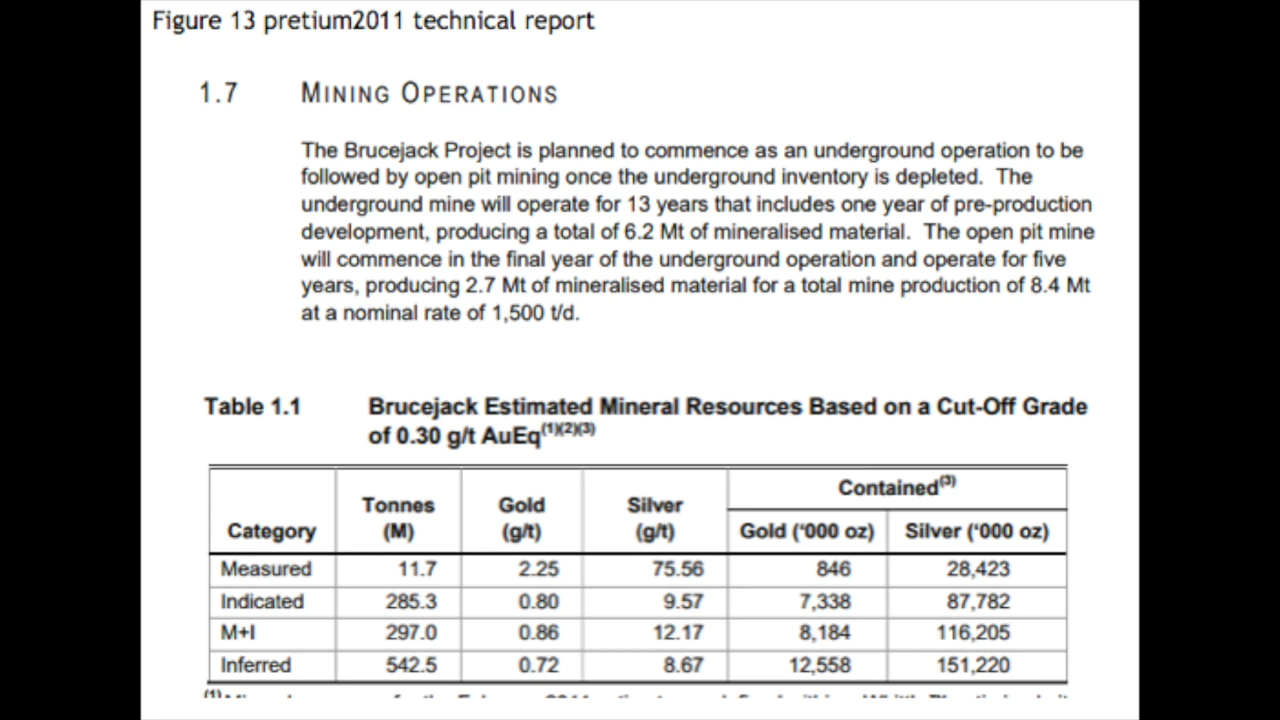 Figure 13 pretium2011 technical report
1.7 MINING OPERATIONS
The Brucejack Project is planned to commence as an underground operation to be
followed by open pit mining once the underground inventory is depleted. The
underground mine will operate for 13 years that includes one year of pre-production
development, producing a total of 6.2 Mt of mineralised material. The open pit mine
will commence in the final year of the underground operation and operate for five
years, producing 2.7 Mt of mineralised material for a total mine production of 8.4 Mt
at a nominal rate of 1,500 t/d.
Table 1.1 Brucejack Estimated Mineral Resources Based on a Cut-Off Grade
of 0.30 g/t AuEq(1)(2)(3)
Contained(3)
Tonnes Gold Silver
Category (M) (g/t) (g/t) Gold ('000 oz) Silver ('000 oz)
Measured 11.7 2.25 75.56 846 28,423
Indicated 285.3 0.80 9.57 7,338 87,782
M+I 297.0 0.86 12.17 8,184 116,205
Inferred 542.5 0.72 8.67 12,558 151,220
(1)